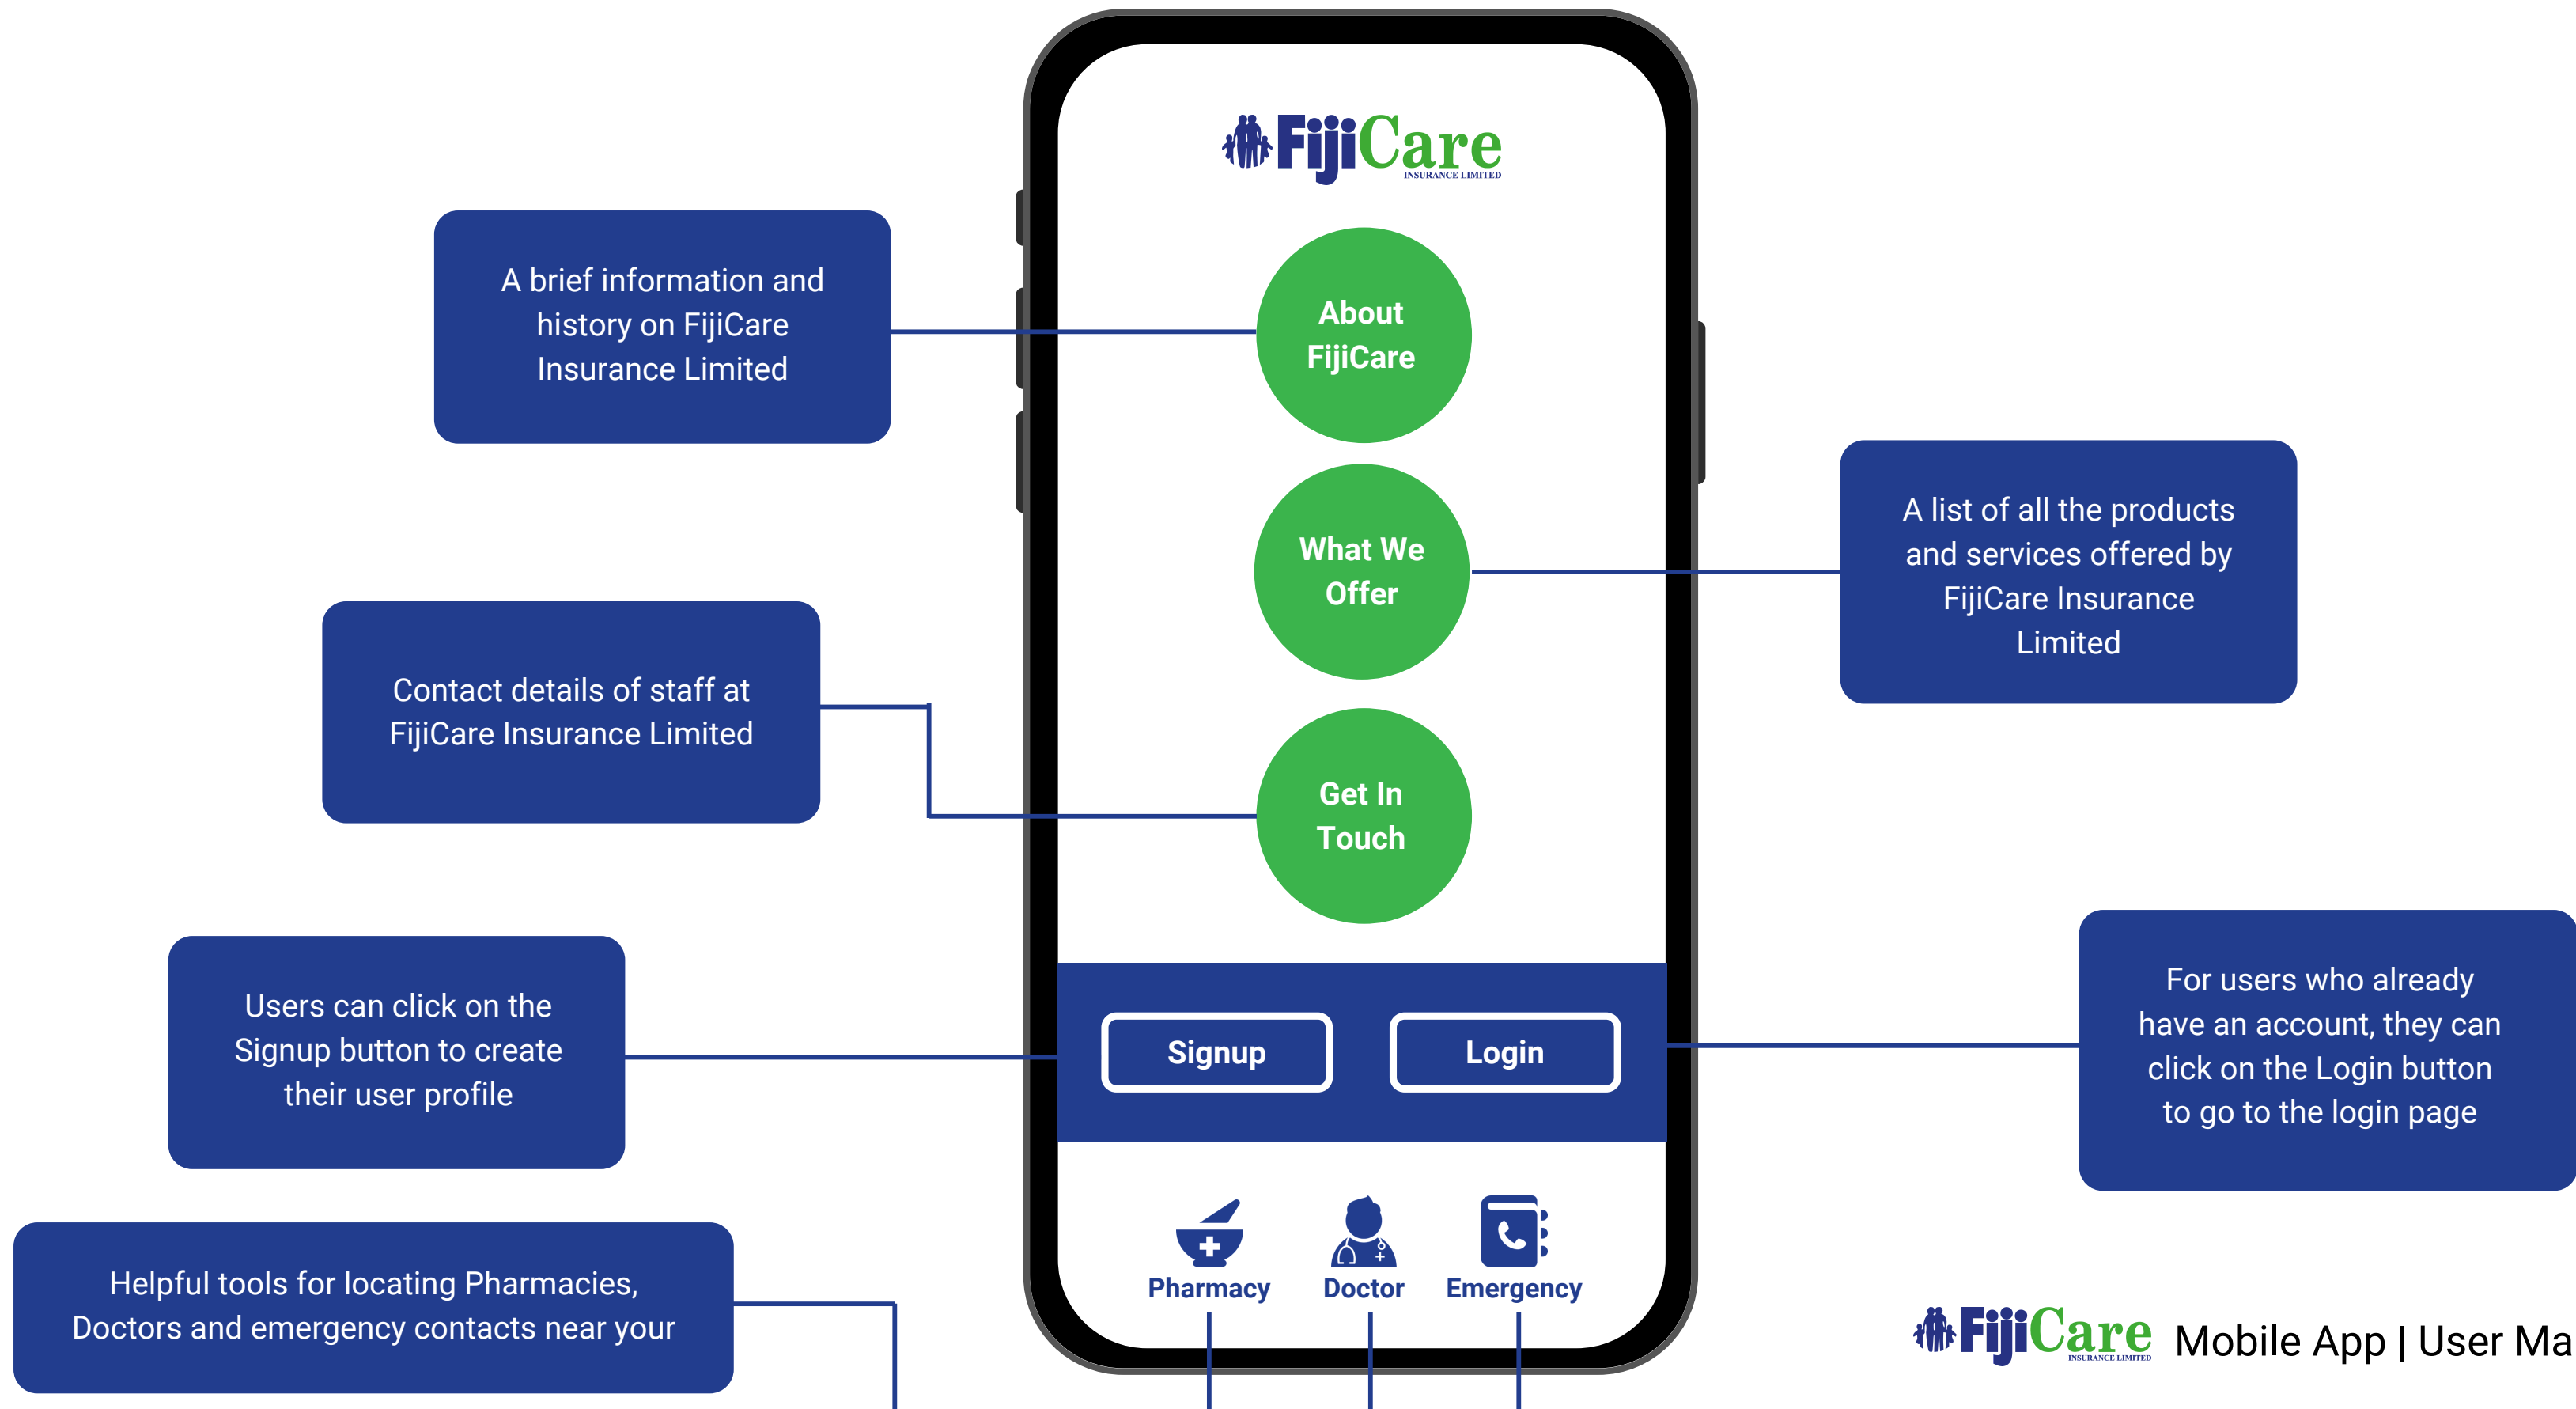 FijiCare
INSURANCE LIMITED
A brief information and
history on FijiCare
Insurance Limited
About
FijiCare
What We
Offer
A list of all the products
and services offered by
FijiCare Insurance
Limited
Contact details of staff at
FijiCare Insurance Limited
Get In
Touch
Users can click on the
Signup button to create
their user profile
Signup
Login
For users who already
have an account, they can
click on the Login button
to go to the login page
Pharmacy
Doctor
Emergency
Helpful tools for locating Pharmacies,
Doctors and emergency contacts near your
FijiCare
INSURANCE LIMITED
Mobile App | User Ma